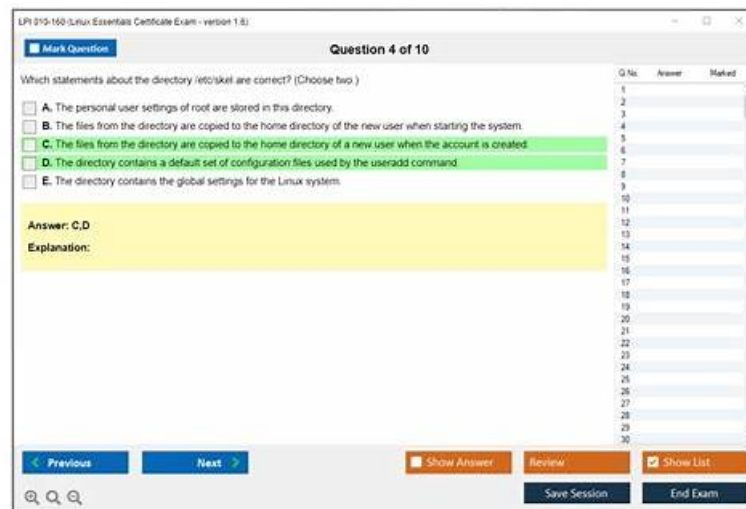 LPI 010-160 (Linux Essentials Certificate Exam - version 1.6)
Mark Question
Question 4 of 10
Which statements about the directory /etc/skel are correct? (Choose two.)
A. The personal user settings of root are stored in this directory.
B. The files from the directory are copied to the home directory of the new user when starting the system.
C. The files from the directory are copied to the home directory of a new user when the account is created.
D. The directory contains a default set of configuration files used by the useradd command.
E. The directory contains the global settings for the Linux system.
Answer: C,D
Explanation:
Q.No. Answer Marked
1
2
3
4
5
6
7
8
9
10
11
12
13
14
15
16
17
18
19
20
21
22
23
24
25
26
27
28
29
30
Previous
Next
Show Answer
Review
Show List
Save Session
End Exam